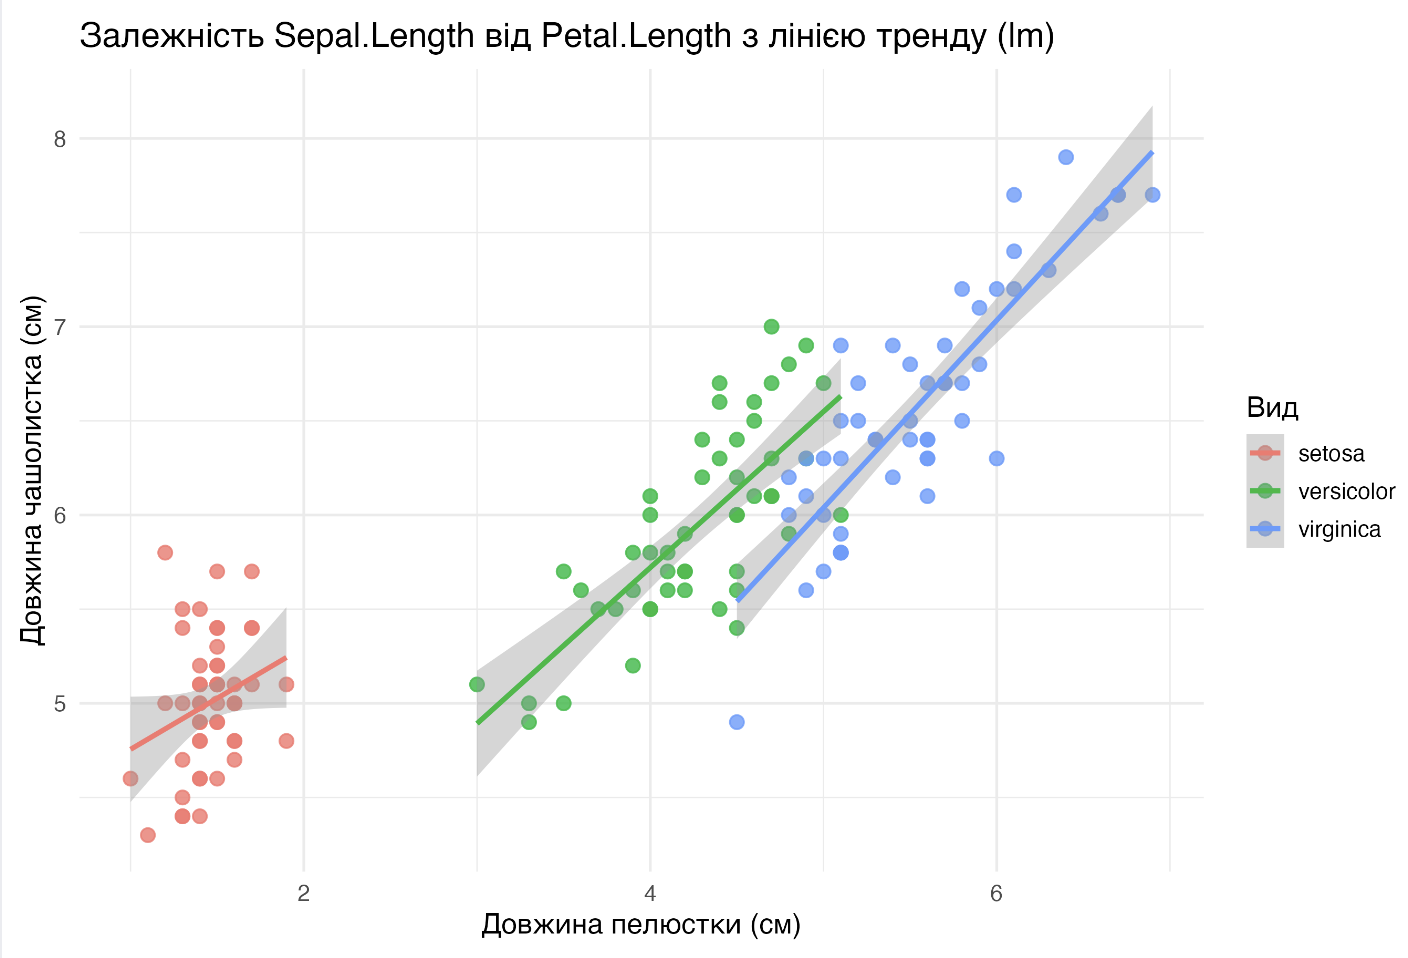 Залежність Sepal.Length від Petal.Length з лінією тренду (lm)
8
7
6
5
Довжина чашолистка (см)
2
4
6
Довжина пелюстки (см)
Вид
setosa
versicolor
virginica